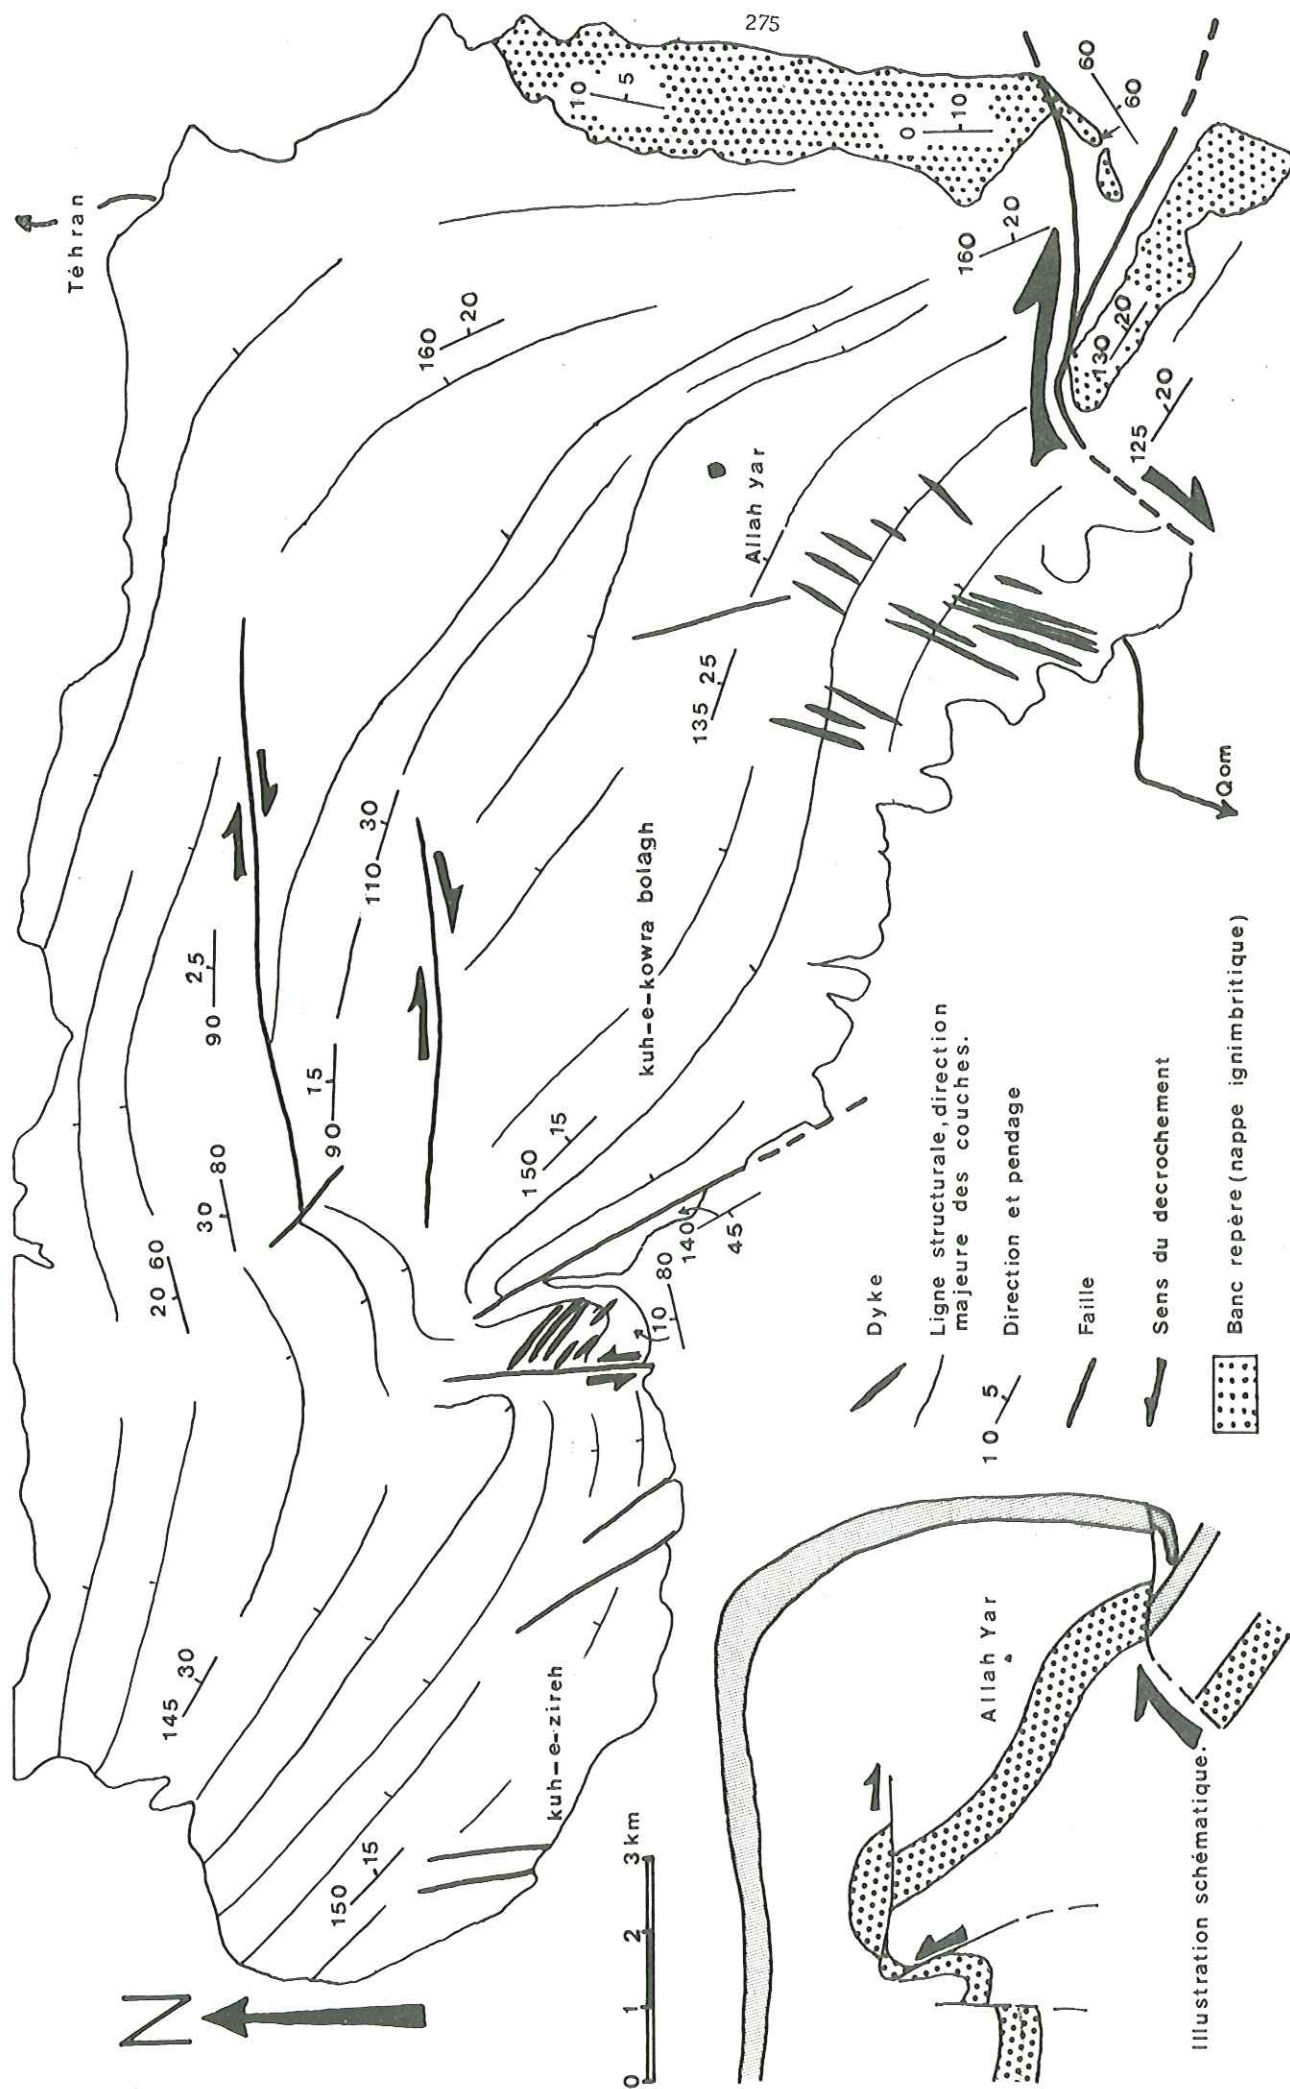 275
Téhran
N
10
5
0
10
60
60
160
20
160
20
130
20
125
20
Allah yar
135
25
110
30
90
25
90
15
30
80
20
60
150
15
140
45
10
80
145
30
150
15
kuh-e-kowra bolagh
kuh-e-zireh
Qom
0
1
2
3 km
Dyke
Ligne structurale, direction
majeure des couches.
10
5
Direction et pendage
Faille
Sens du decrochement
Banc repère (nappe ignimbritique)
Allah Yar
Illustration schématique.